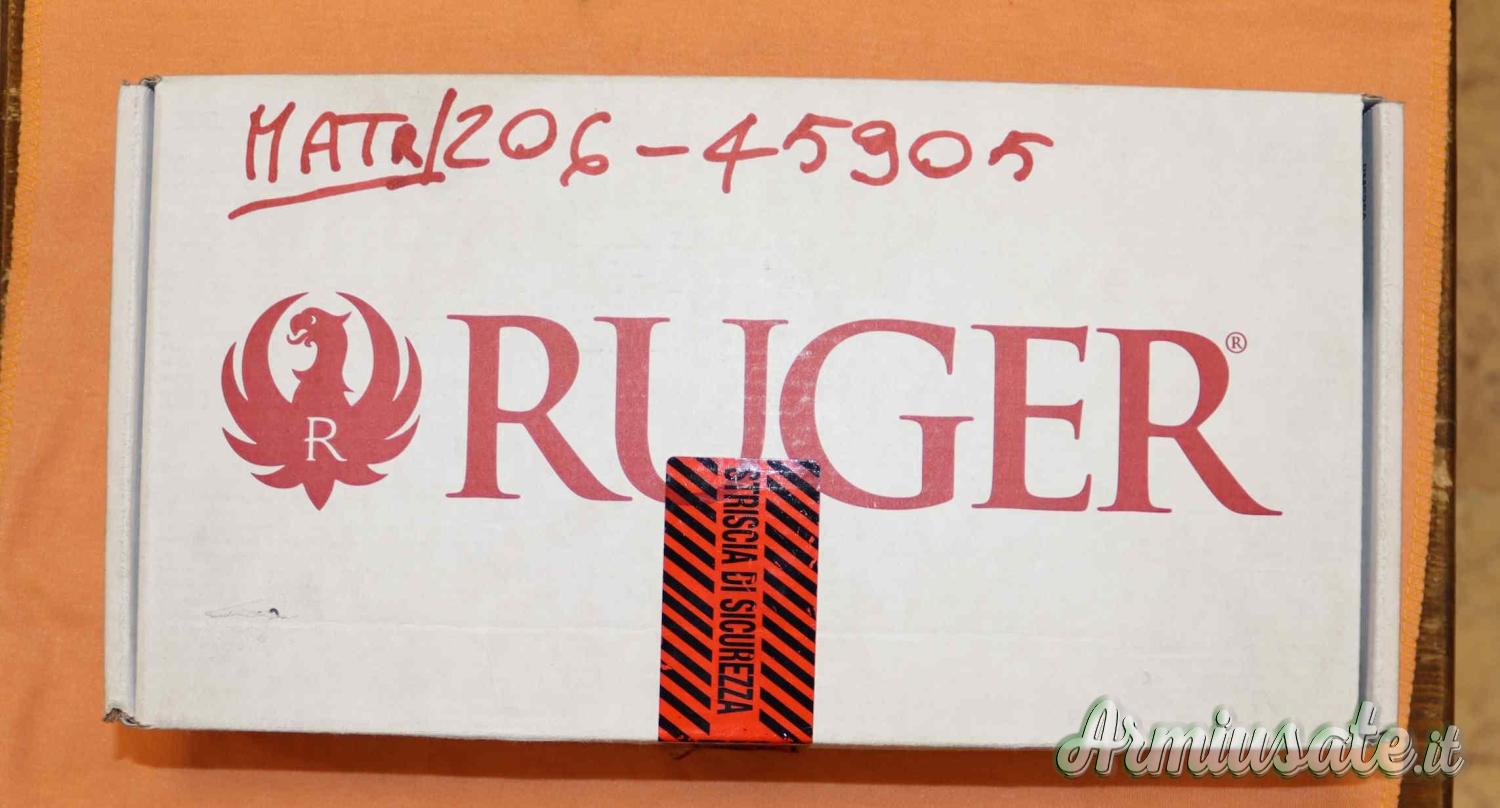 MATR/206-45905
R RUGER®
STRISCIA DI SICUREZZA
Armiusate.it